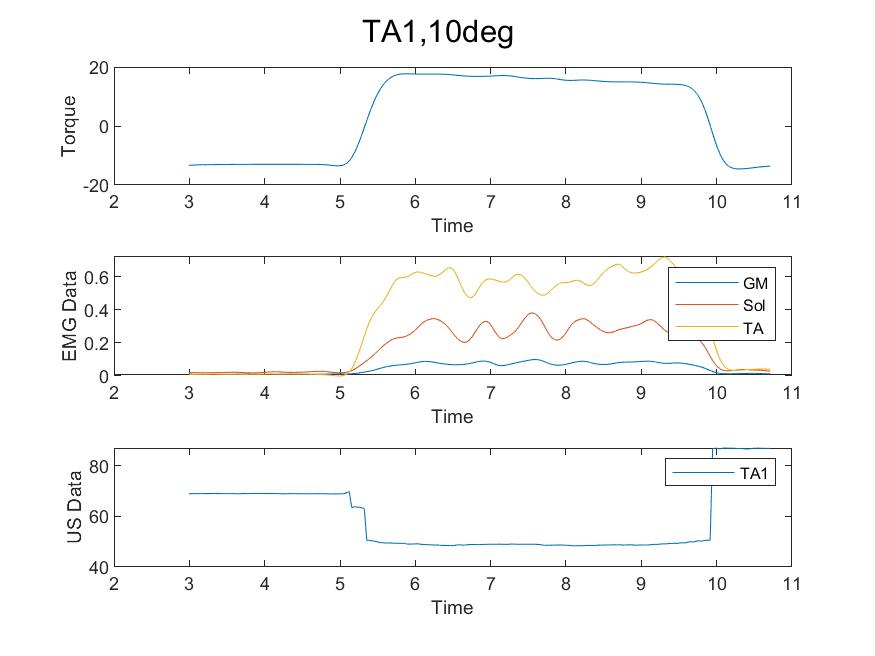 TA1,10deg
20
0
-20
Torque
2 3 4 5 6 7 8 9 10 11
Time
0.6
0.4
0.2
0
EMG Data
GM
Sol
TA
2 3 4 5 6 7 8 9 10 11
Time
80
60
40
US Data
TA1
2 3 4 5 6 7 8 9 10 11
Time